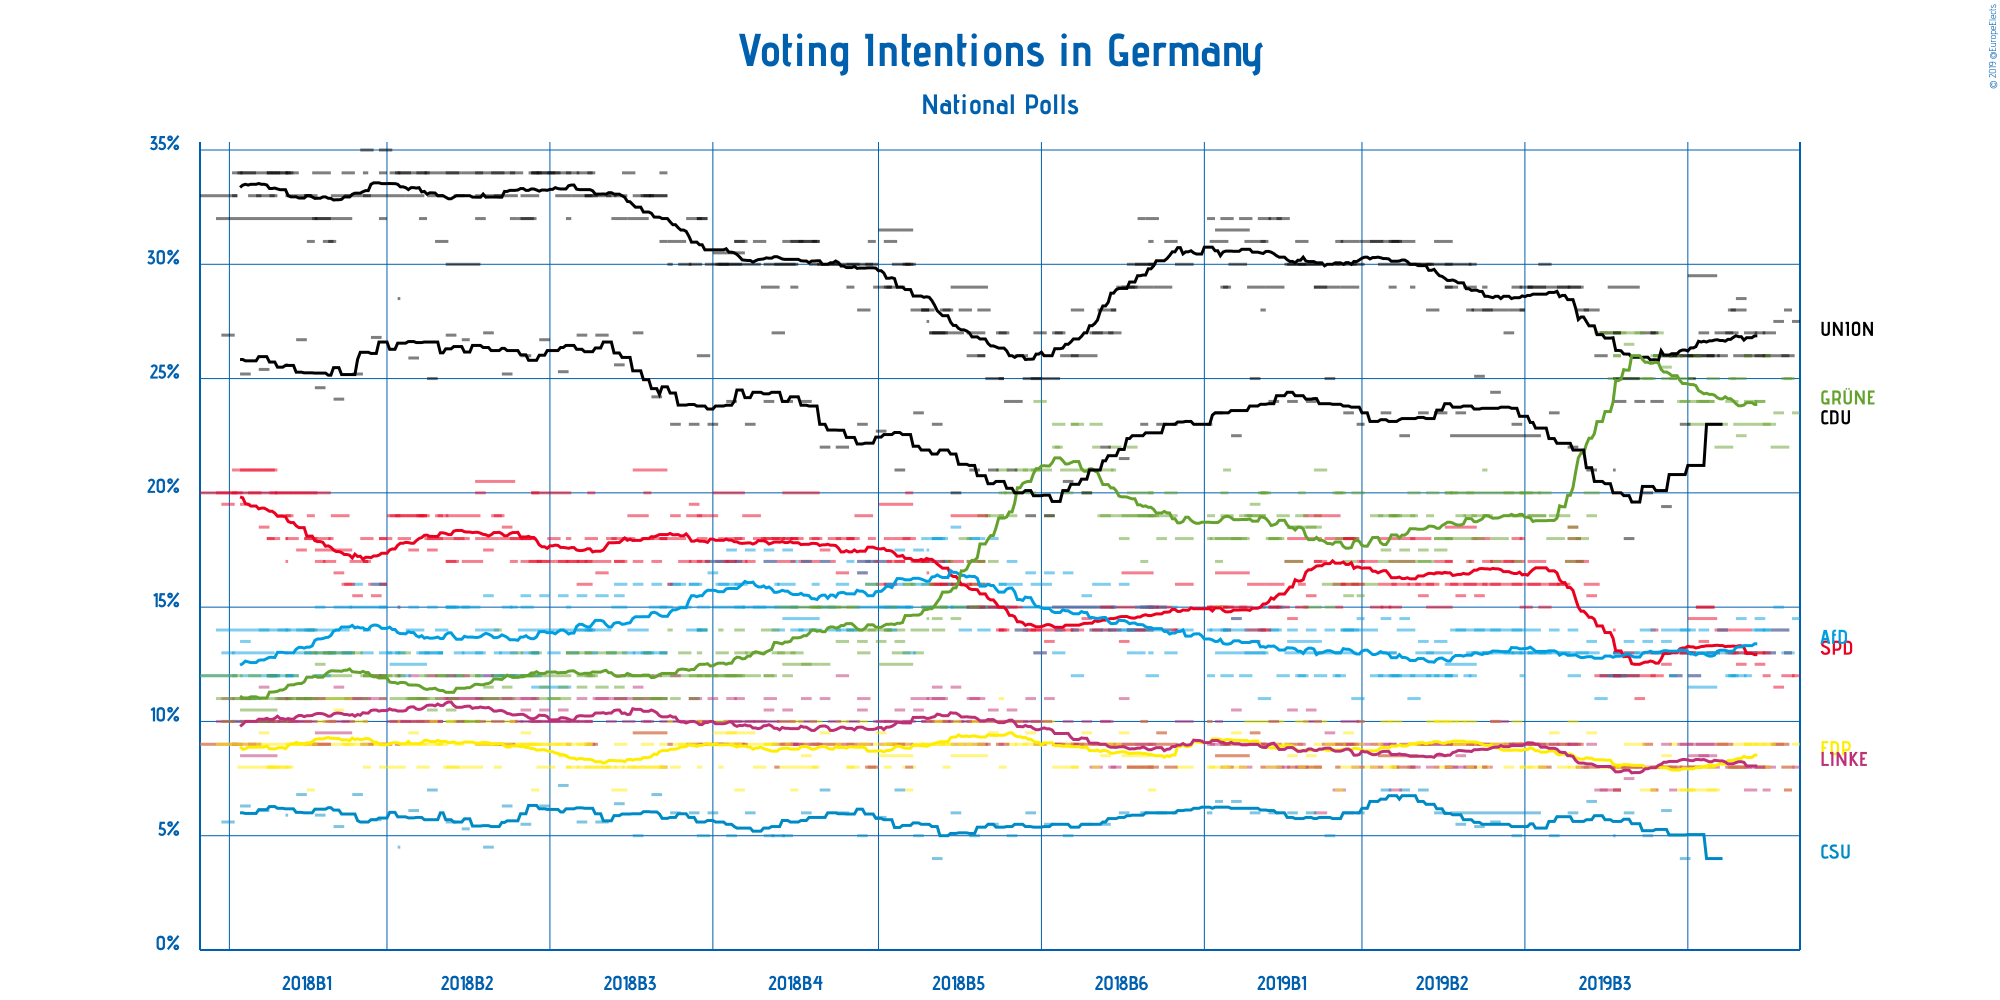 © 2019 @EuropeElects
Voting Intentions in Germany
National Polls
35%
30%
25%
20%
15%
10%
5%
0%
UNION
GRÜNE
CDU
AfD
SPD
FDP
LINKE
CSU
2018B1 2018B2 2018B3 2018B4 2018B5 2018B6 2019B1 2019B2 2019B3